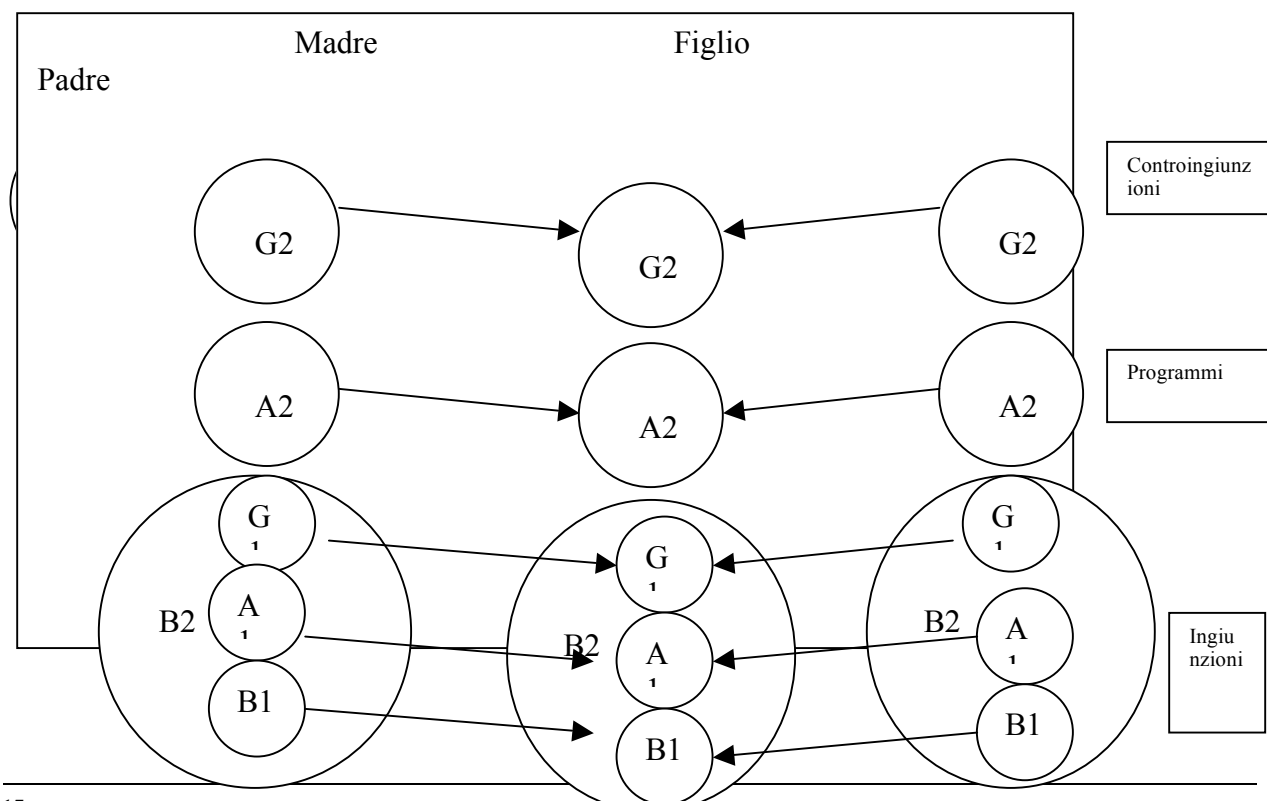 Madre
Figlio
Padre
Controingiunz
ioni
G2
G2
G2
Programmi
A2
A2
A2
G
1
G
1
G
1
B2
A
1
B2
A
1
B2
A
1
Ingiu
nzioni
B1
B1
B1